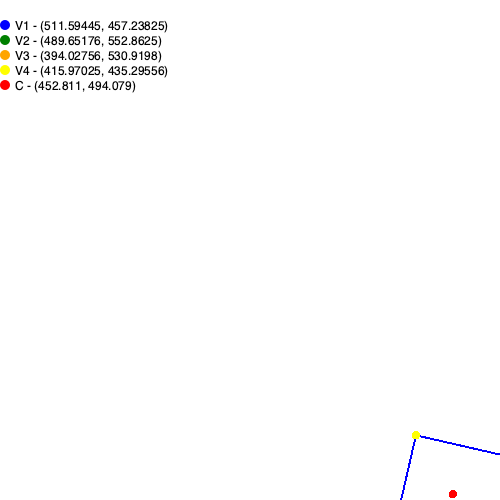 V1 - (511.59445, 457.23825)
V2 - (489.65176, 552.8625)
V3 - (394.02756, 530.9198)
V4 - (415.97025, 435.29556)
C - (452.811, 494.079)